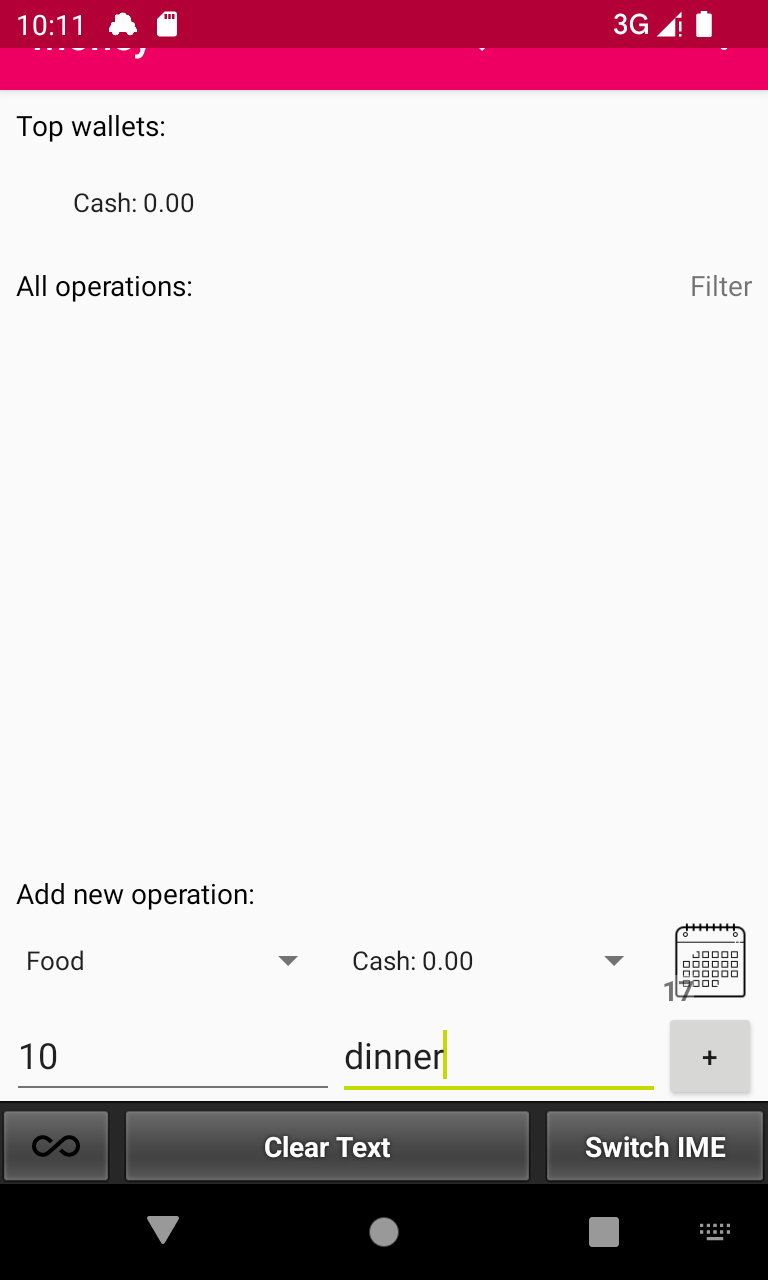 10:11
3G
Money
Top wallets:
Cash: 0.00
All operations:
Filter
Add new operation:
Food
Cash: 0.00
17
10
dinner
+
Clear Text
Switch IME